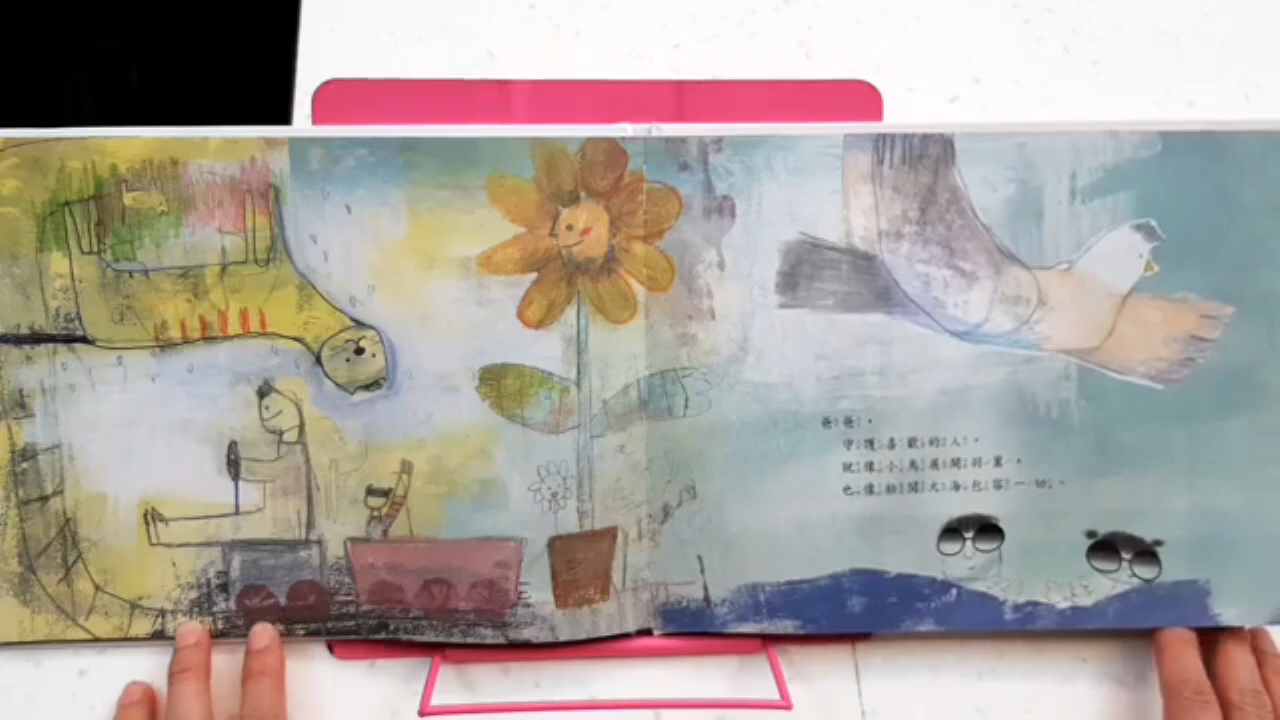 爸爸，
守護喜歡的人，
就像小鳥展開羽翼，
也像敞開大海包容一切。